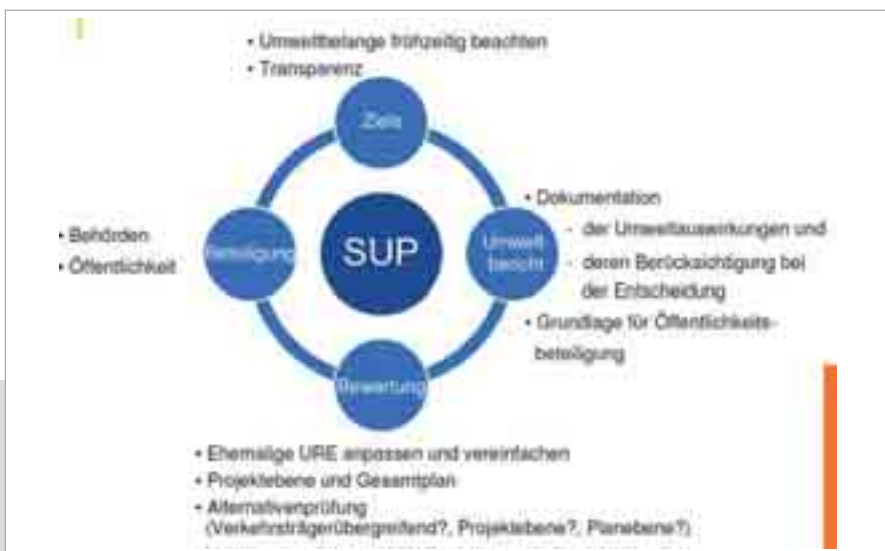 • Umweltbelange frühzeitig beachten
• Transparenz
Ziele
• Dokumentation
- der Umweltauswirkungen und
- deren Berücksichtigung bei
der Entscheidung
• Grundlage für Öffentlichkeits-
beteiligung
Umwelt
bericht
SUP
• Behörden
• Öffentlichkeit
Beteiligung
Bewertung
• Ehemalige URE anpassen und vereinfachen
• Projektebene und Gesamtplan
• Alternativenprüfung
(Verkehrsträgerübergreifend?, Projektebene?, Planebene?)